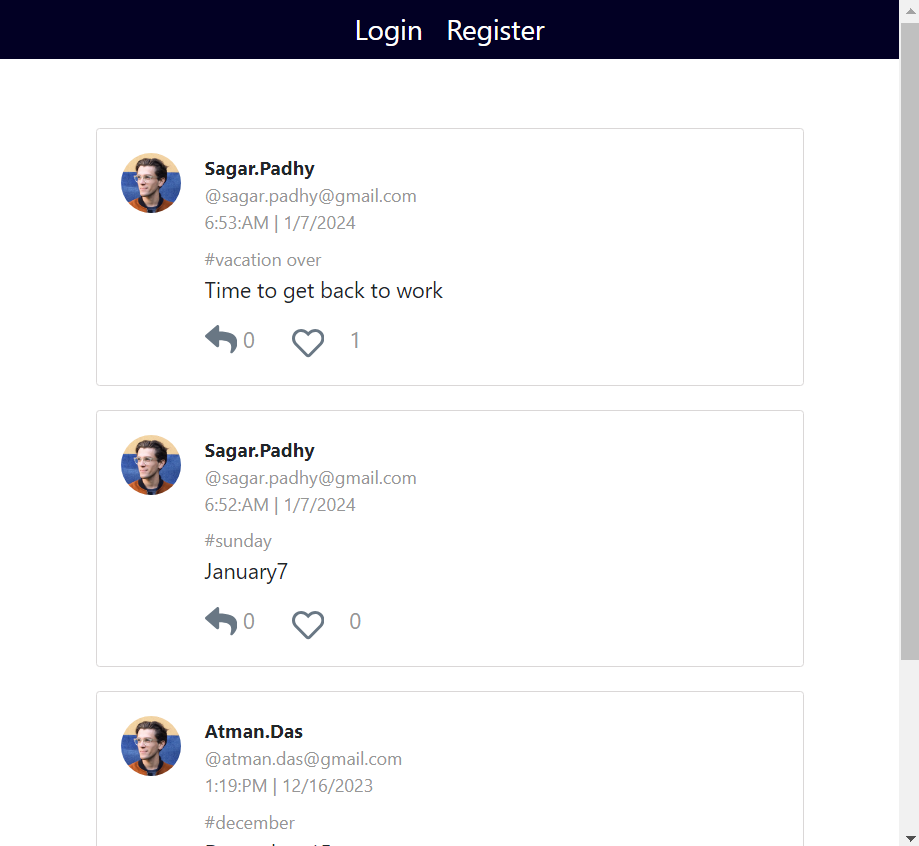 Login Register
Sagar.Padhy
@sagar.padhy@gmail.com
6:53:AM | 1/7/2024
#vacation over
Time to get back to work
0 1
Sagar.Padhy
@sagar.padhy@gmail.com
6:52:AM | 1/7/2024
#sunday
January7
0 0
Atman.Das
@atman.das@gmail.com
1:19:PM | 12/16/2023
#december